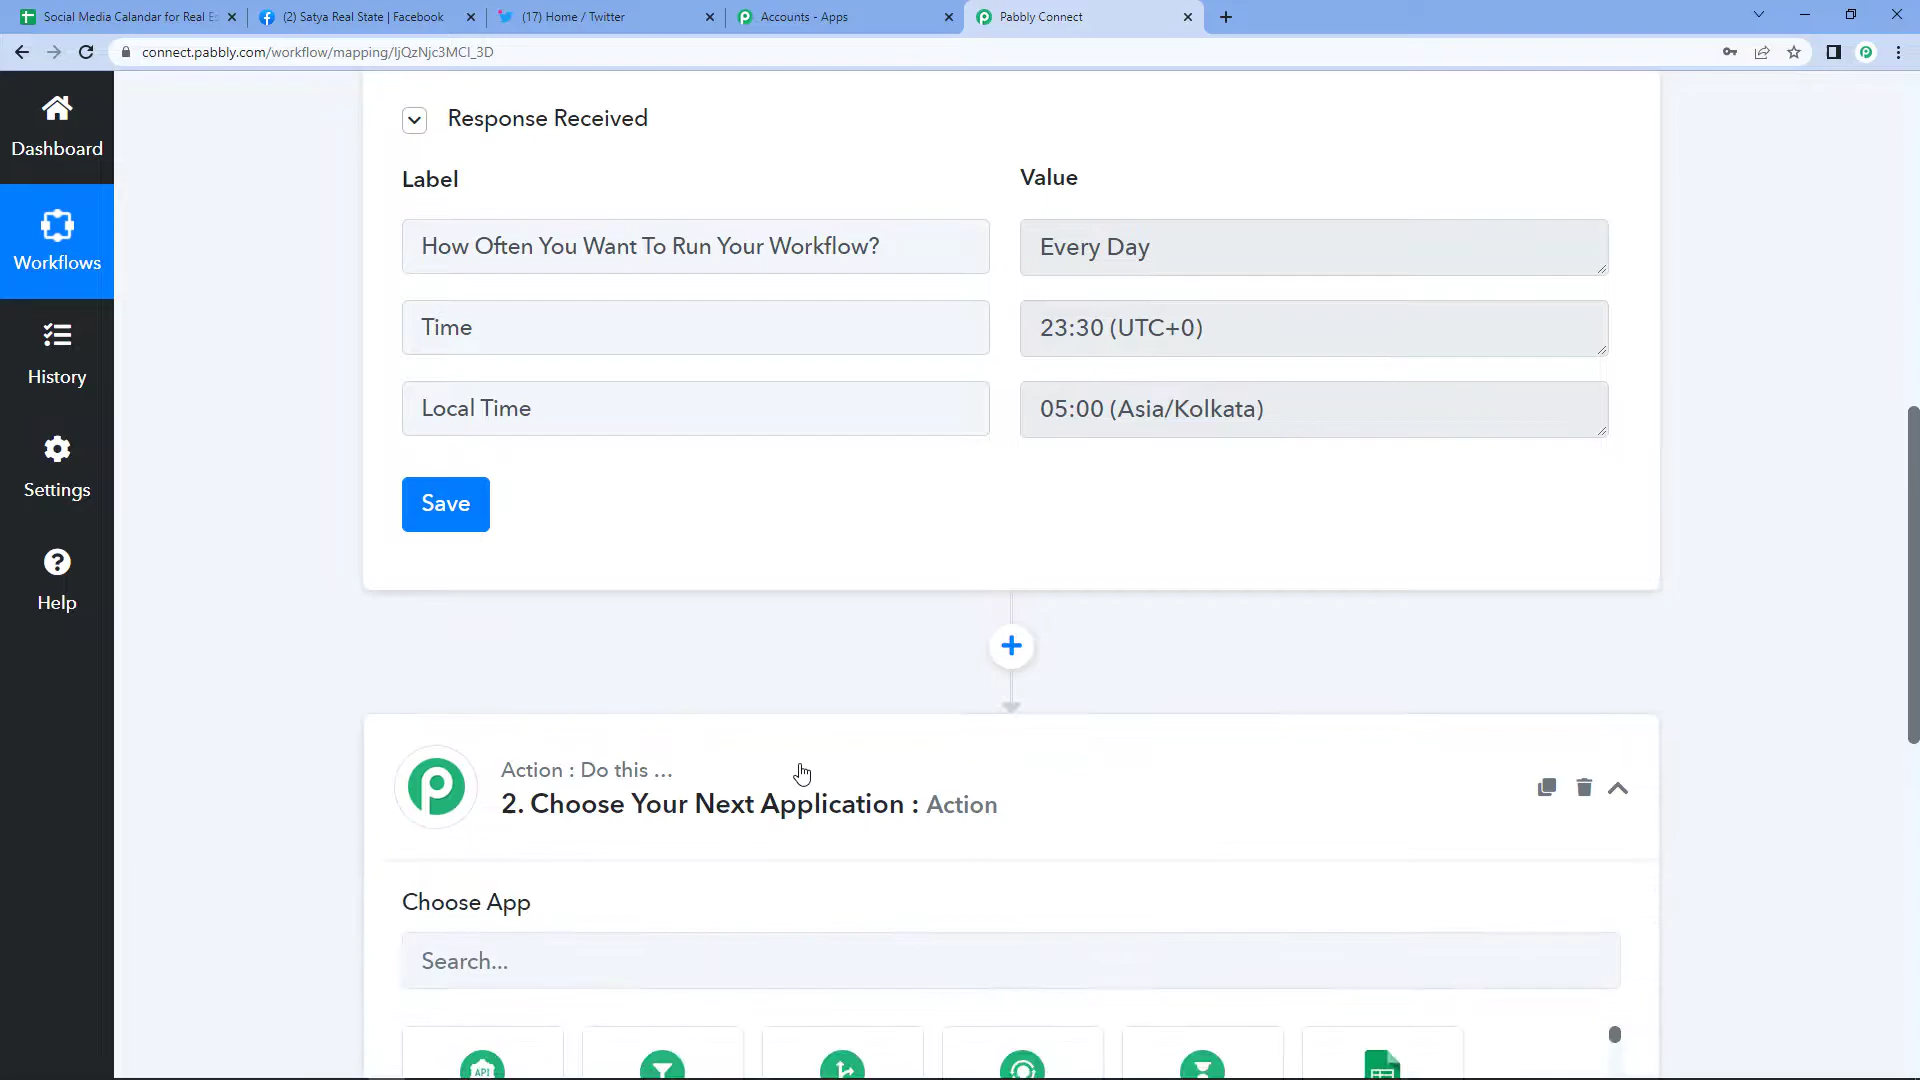 Social Media Calandar for Real Es
(2) Satya Real State | Facebook
(17) Home / Twitter
Accounts - Apps
Pabbly Connect
connect.pabbly.com/workflow/mapping/IjQzNjc3MCI_3D
Dashboard
Workflows
History
Settings
Help
Response Received
Label
Value
How Often You Want To Run Your Workflow?
Every Day
Time
23:30 (UTC+0)
Local Time
05:00 (Asia/Kolkata)
Save
Action : Do this ...
2. Choose Your Next Application : Action
Choose App
Search...
API